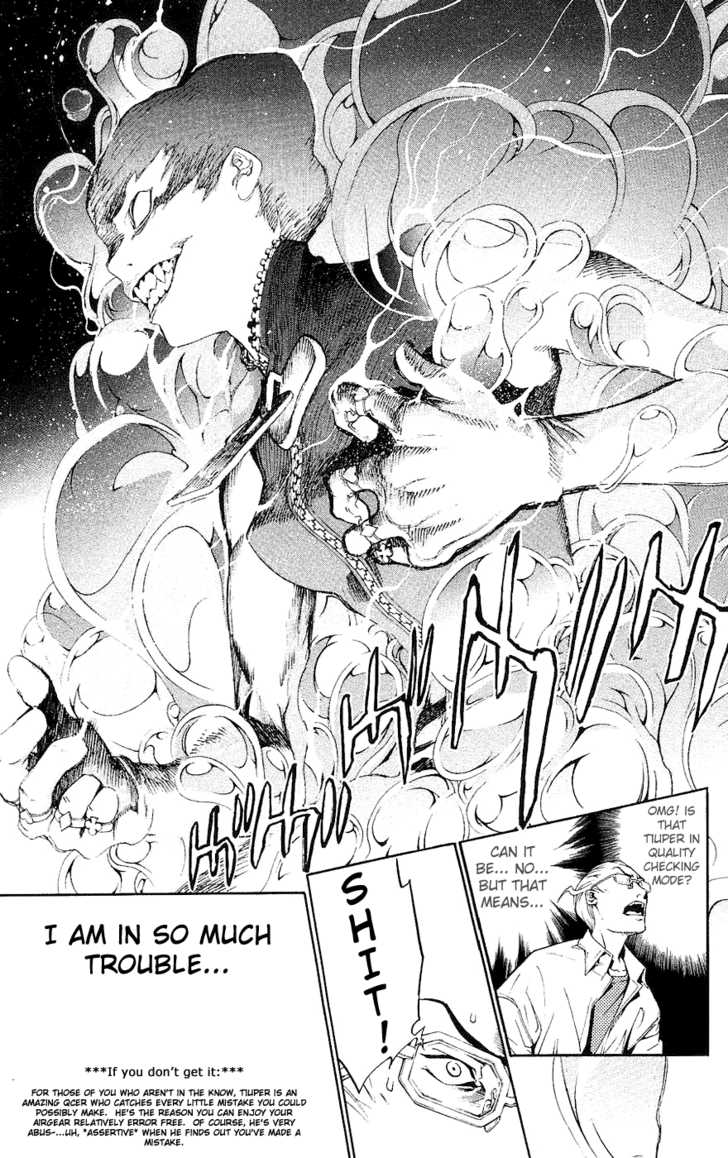 OMG! IS
THAT
TIUPER IN
QUALITY
CHECKING
MODE?
CAN IT
BE... NO...
BUT THAT
MEANS...
SHIT!
I AM IN SO MUCH
TROUBLE...
***If you don't get it:***
FOR THOSE OF YOU WHO AREN'T IN THE KNOW, TIUPER IS AN
AMAZING QCER WHO CATCHES EVERY LITTLE MISTAKE YOU COULD
POSSIBLY MAKE. HE'S THE REASON YOU CAN ENJOY YOUR
AIRGEAR RELATIVELY ERROR FREE. OF COURSE, HE'S VERY
ABUS-...UH, *ASSERTIVE* WHEN HE FINDS OUT YOU'VE MADE A
MISTAKE.